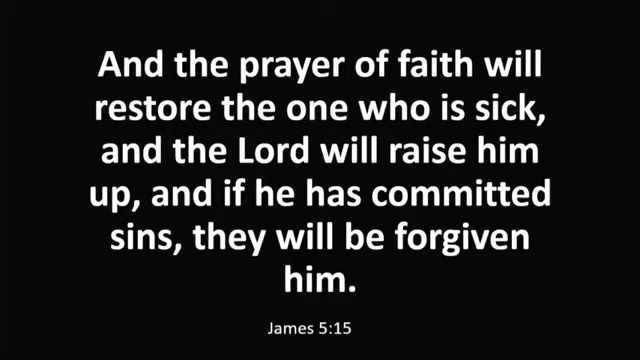 And the prayer of faith will
restore the one who is sick,
and the Lord will raise him
up, and if he has committed
sins, they will be forgiven
him.
James 5:15